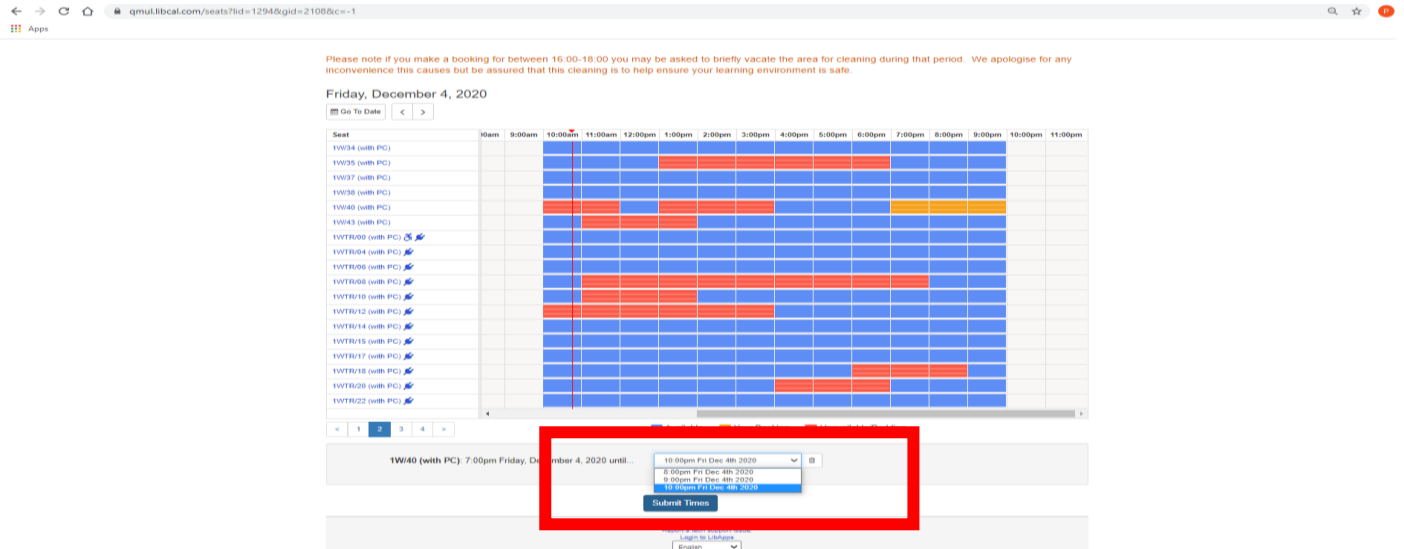 qmul.libcal.com/seats?lid=1294&gid=2108&c=-1
P
Apps
Please note if you make a booking for between 16:00-18:00 you may be asked to briefly vacate the area for cleaning during that period. We apologise for any
inconvenience this causes but be assured that this cleaning is to help ensure your learning environment is safe.
Friday, December 4, 2020
Go To Date
Seat 9:00am 10:00am 11:00am 12:00pm 1:00pm 2:00pm 3:00pm 4:00pm 5:00pm 6:00pm 7:00pm 8:00pm 9:00pm 10:00pm 11:00pm
1W/34 (with PC)
1W/35 (with PC)
1W/37 (with PC)
1W/38 (with PC)
1W/40 (with PC)
1W/43 (with PC)
1WTR/00 (with PC)
1WTR/04 (with PC)
1WTR/06 (with PC)
1WTR/08 (with PC)
1WTR/10 (with PC)
1WTR/12 (with PC)
1WTR/14 (with PC)
1WTR/15 (with PC)
1WTR/17 (with PC)
1WTR/18 (with PC)
1WTR/20 (with PC)
1WTR/22 (with PC)
« 1 2 3 4 »
1W/40 (with PC): 7:00pm Friday, December 4, 2020 until...
10:00pm Fri Dec 4th 2020
8:00pm Fri Dec 4th 2020
9:00pm Fri Dec 4th 2020
10:00pm Fri Dec 4th 2020
Submit Times
Report a tech support issue.
Login to LibApps
English